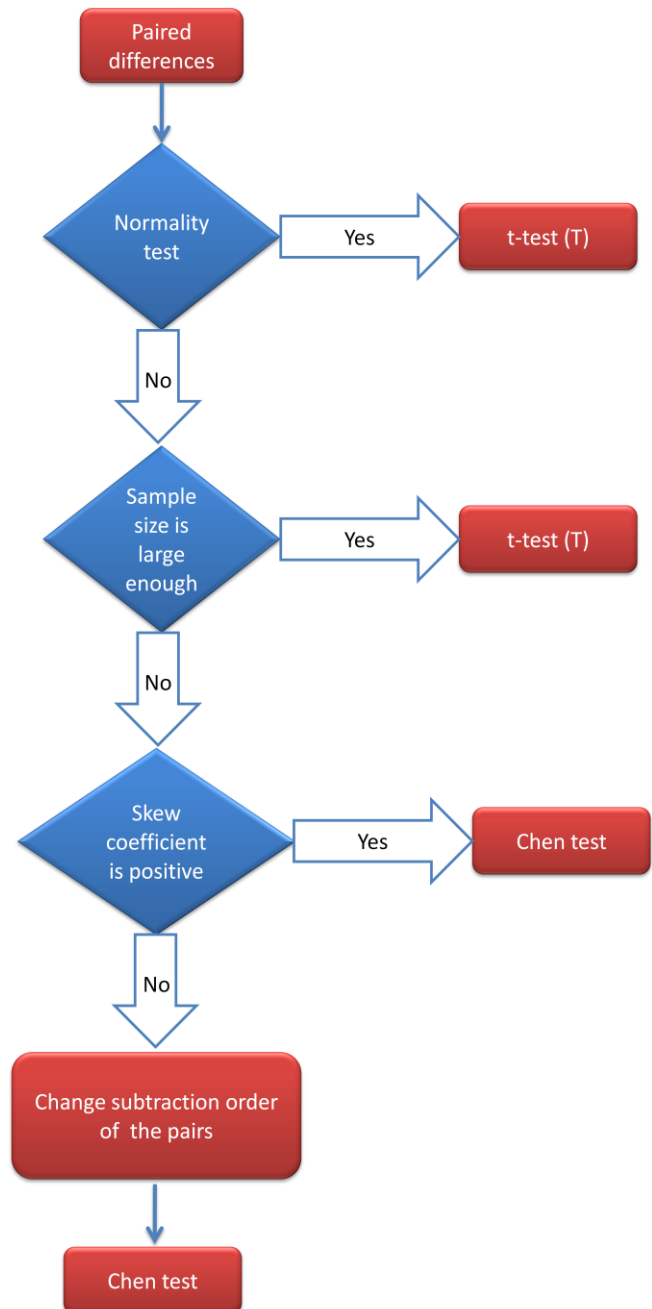 Paired
differences
Normality
test
Yes
t-test (T)
No
Sample
size is
large
enough
Yes
t-test (T)
No
Skew
coefficient
is positive
Yes
Chen test
No
Change subtraction order
of the pairs
Chen test